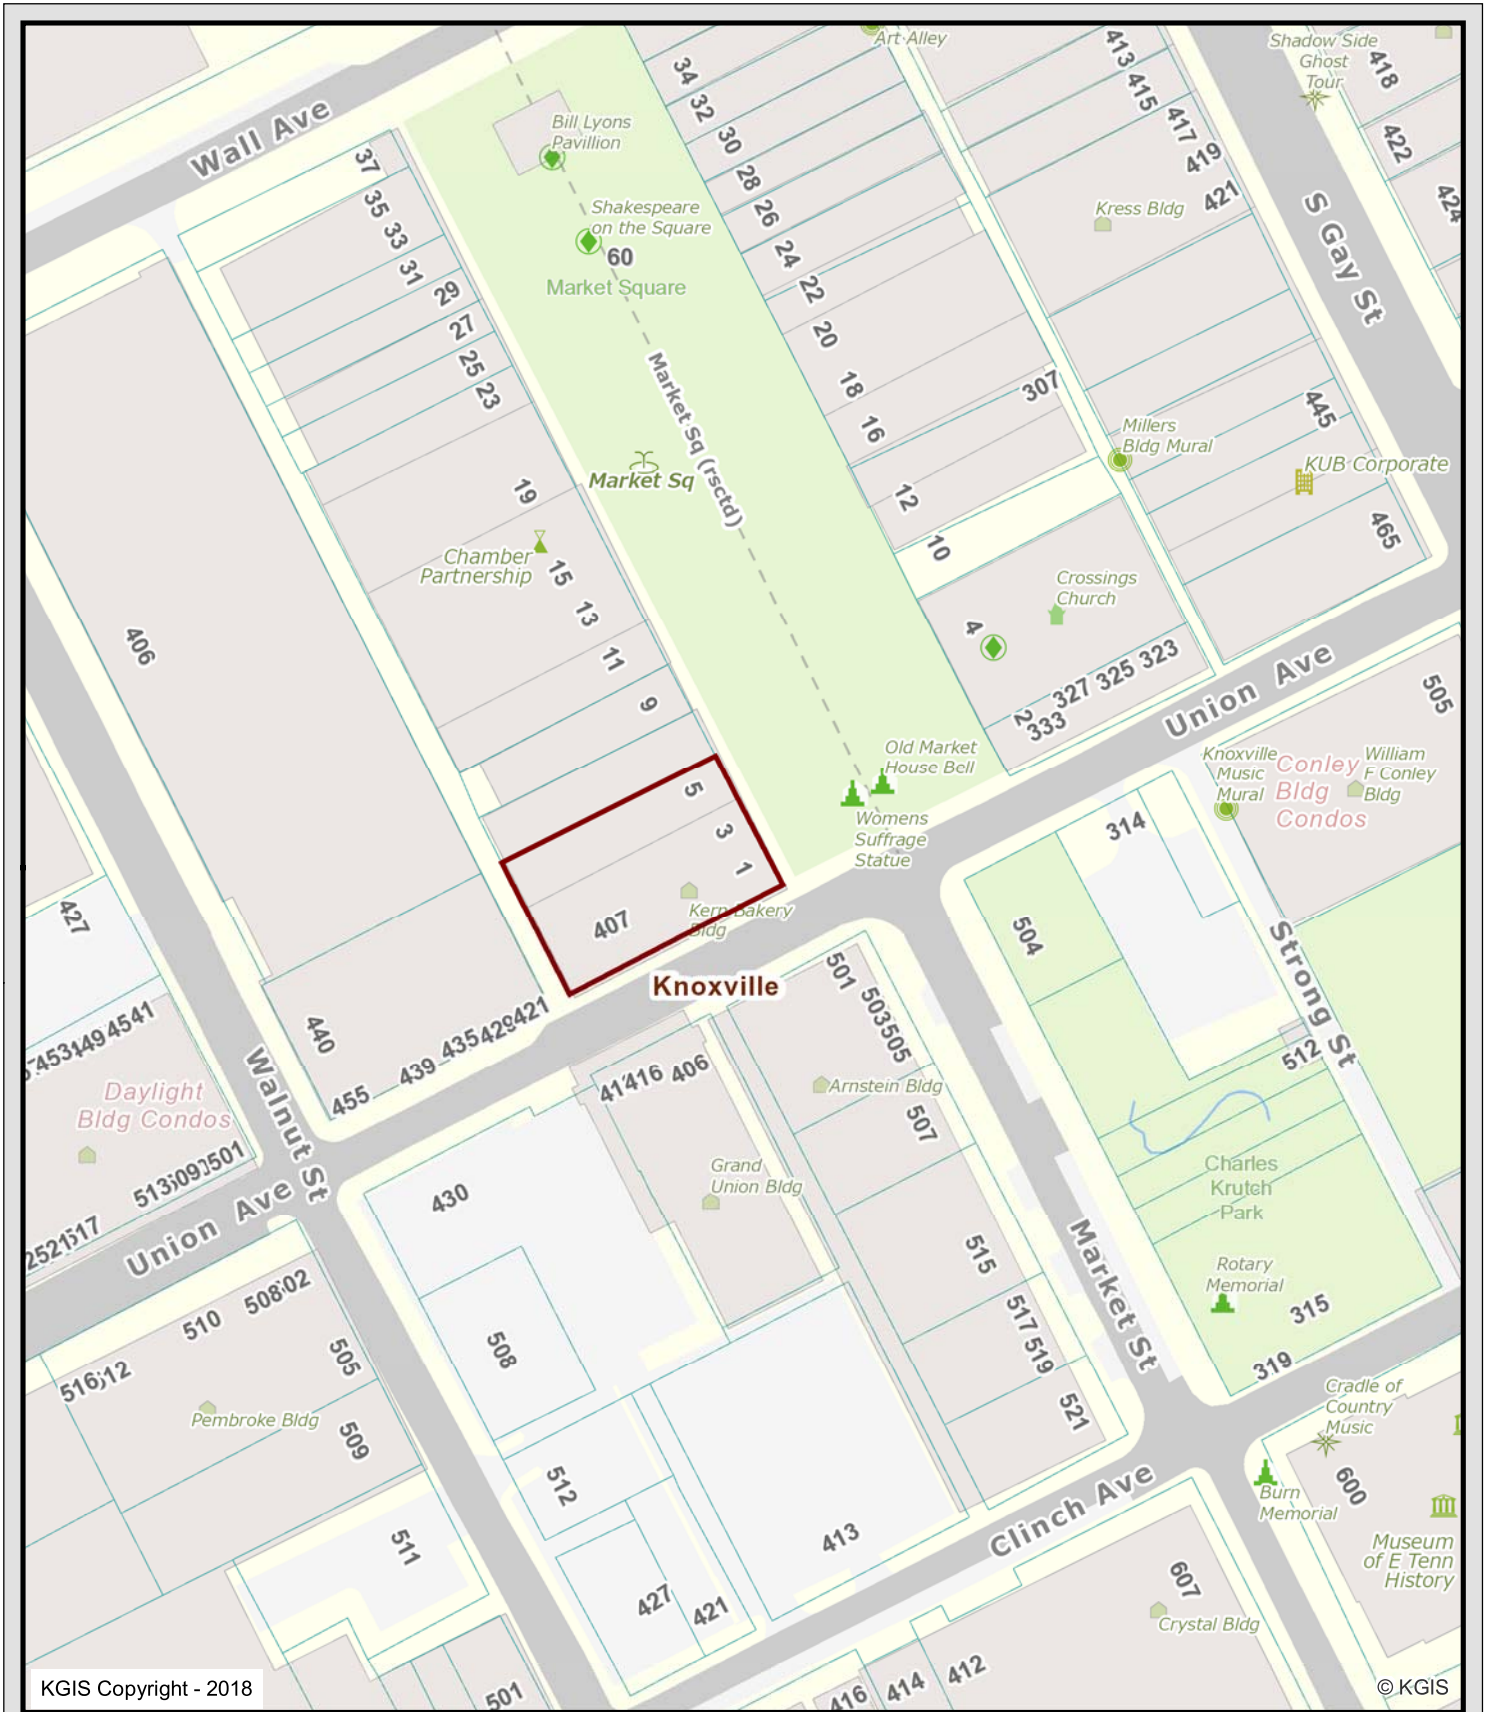 Art Alley
Shadow Side
Ghost
Tour
418
422
424
413
415
417
419
421
34
32
30
28
26
24
22
20
18
16
12
10
Wall Ave
Bill Lyons
Pavillion
Shakespeare
on the Square
60
Market Square
Kress Bldg
S Gay St
37
35
33
31
29
27
25
23
19
15
13
11
9
5
3
1
Market Sq (rsctd)
Market Sq
307
Millers
Bldg Mural
445
KUB Corporate
465
Chamber
Partnership
Crossings
Church
4
406
327 325 323
2
333
Union Ave
505
Old Market
House Bell
Womens
Suffrage
Statue
Knoxville
Music
Mural
Conley
Bldg
Condos
William
F Conley
Bldg
314
407
Kern Bakery
Bldg
427
504
Strong St
501
503
505
Knoxville
440
455
439
435
429
421
4541
Daylight
Bldg Condos
Walnut St
416
406
Arnstein Bldg
507
512
Charles
Krutch
Park
Grand
Union Bldg
430
501
Union Ave
510
508
505
508
515
517
519
521
Market St
Rotary
Memorial
315
319
Pembroke Bldg
509
511
512
413
427
421
Clinch Ave
Cradle of
Country
Music
600
Burn
Memorial
Museum
of E Tenn
History
607
Crystal Bldg
501
416
414
412
KGIS Copyright - 2018
© KGIS